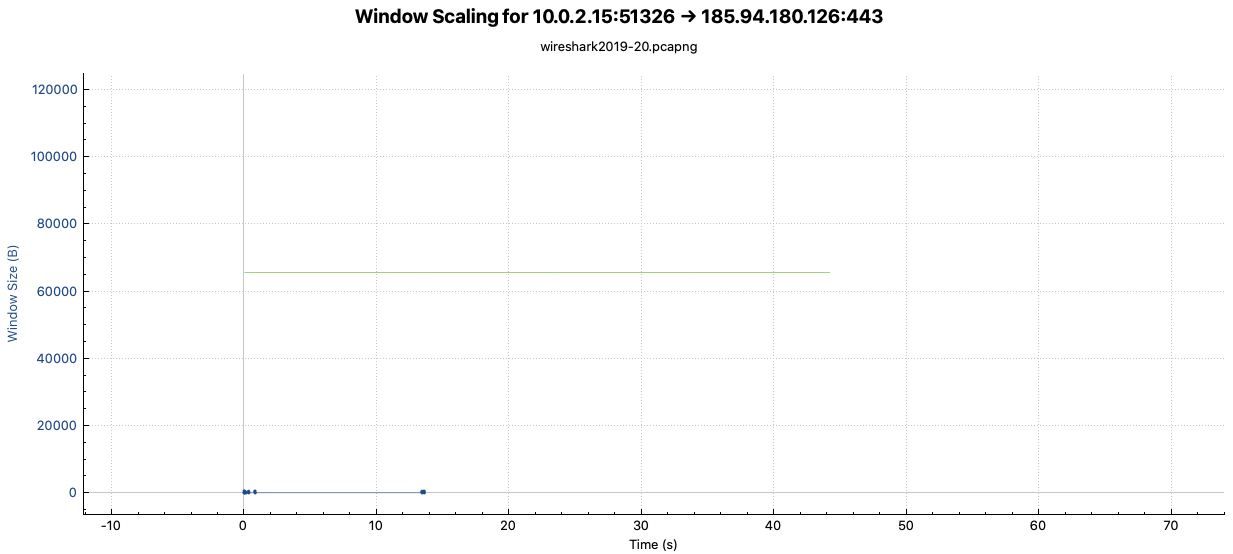 Window Scaling for 10.0.2.15:51326 → 185.94.180.126:443
wireshark2019-20.pcapng
Window Size (B)
120000
100000
80000
60000
40000
20000
0
-10 0 10 20 30 40 50 60 70
Time (s)